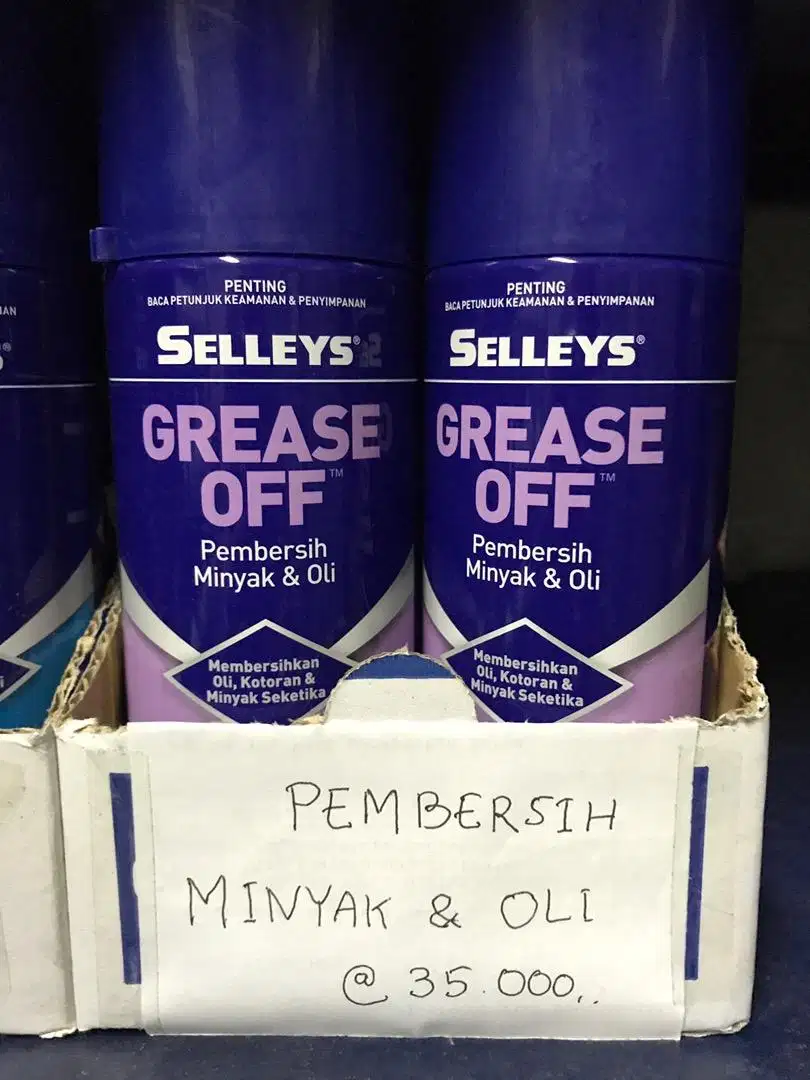 PENTING
BACA PETUNJUK KEAMANAN & PENYIMPANAN
SELLEYS®
GREASE
OFF™
Pembersih
Minyak & Oli
Membersihkan
Oli, Kotoran &
Minyak Seketika
PENTING
BACA PETUNJUK KEAMANAN & PENYIMPANAN
SELLEYS®
GREASE
OFF™
Pembersih
Minyak & Oli
Membersihkan
Oli, Kotoran &
Minyak Seketika
PEMBERSIH
MINYAK & OLI
@ 35.000,.